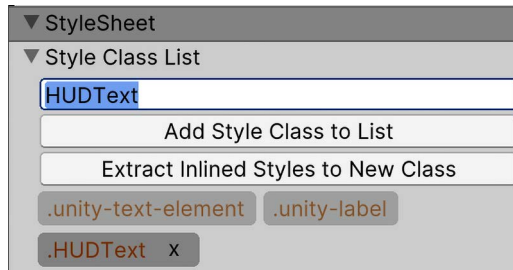 StyleSheet
Style Class List
HUDText
Add Style Class to List
Extract Inlined Styles to New Class
.unity-text-element .unity-label
.HUDText x